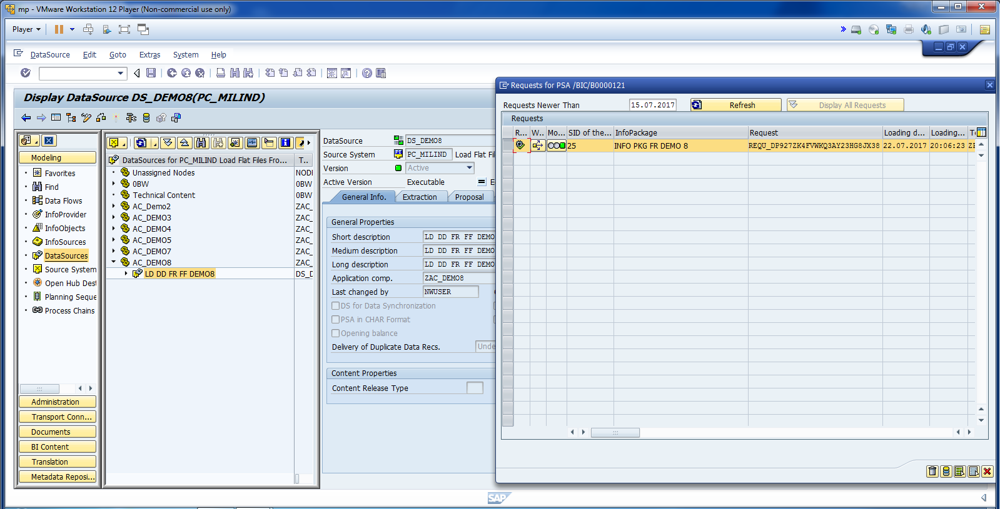 mp - VMware Workstation 12 Player (Non-commercial use only)
Player
DataSource Edit Goto Extras System Help
Display DataSource DS_DEMO8(PC_MILIND)
Modeling
Favorites
Find
Data Flows
InfoProvider
InfoObjects
InfoSources
DataSources
Source System
Open Hub Dest
Planning Seque
Process Chains
Administration
Transport Conn...
Documents
BI Content
Translation
Metadata Reposi...
DataSources for PC_MILIND Load Flat Files Fro... T..
Unassigned Nodes NODE
0BW 0BW
Technical Content 0BW
AC_Demo2 ZAC_
AC_DEMO3 ZAC_
AC_DEMO4 ZAC_
AC_DEMO5 ZAC_
AC_DEMO7 ZAC_
AC_DEMO8 ZAC_
LD DD FR FF DEMO8 DS_D
DataSource DS_DEMO8
Source System PC_MILIND Load Flat Fil
Version Active
Active Version Executable = E
General Info. Extraction Proposal
General Properties
Short description LD DD FR FF DEMO
Medium description LD DD FR FF DEMO
Long description LD DD FR FF DEMO
Application comp. ZAC_DEMO8
Last changed by NWUSER
DS for Data Synchronization
PSA in CHAR Format
Opening balance
Delivery of Duplicate Data Recs. Unde
Content Properties
Content Release Type
Requests for PSA /BIC/B0000121
Requests Newer Than 15.07.2017 Refresh Display All Requests
Requests
R... W.. Mo... SID of the... InfoPackage Request Loading d... Loading...
25 INFO PKG FR DEMO 8 REQU_DP927ZK4FVWKQ3AY23HG8JX38 22.07.2017 20:06:23
SAP